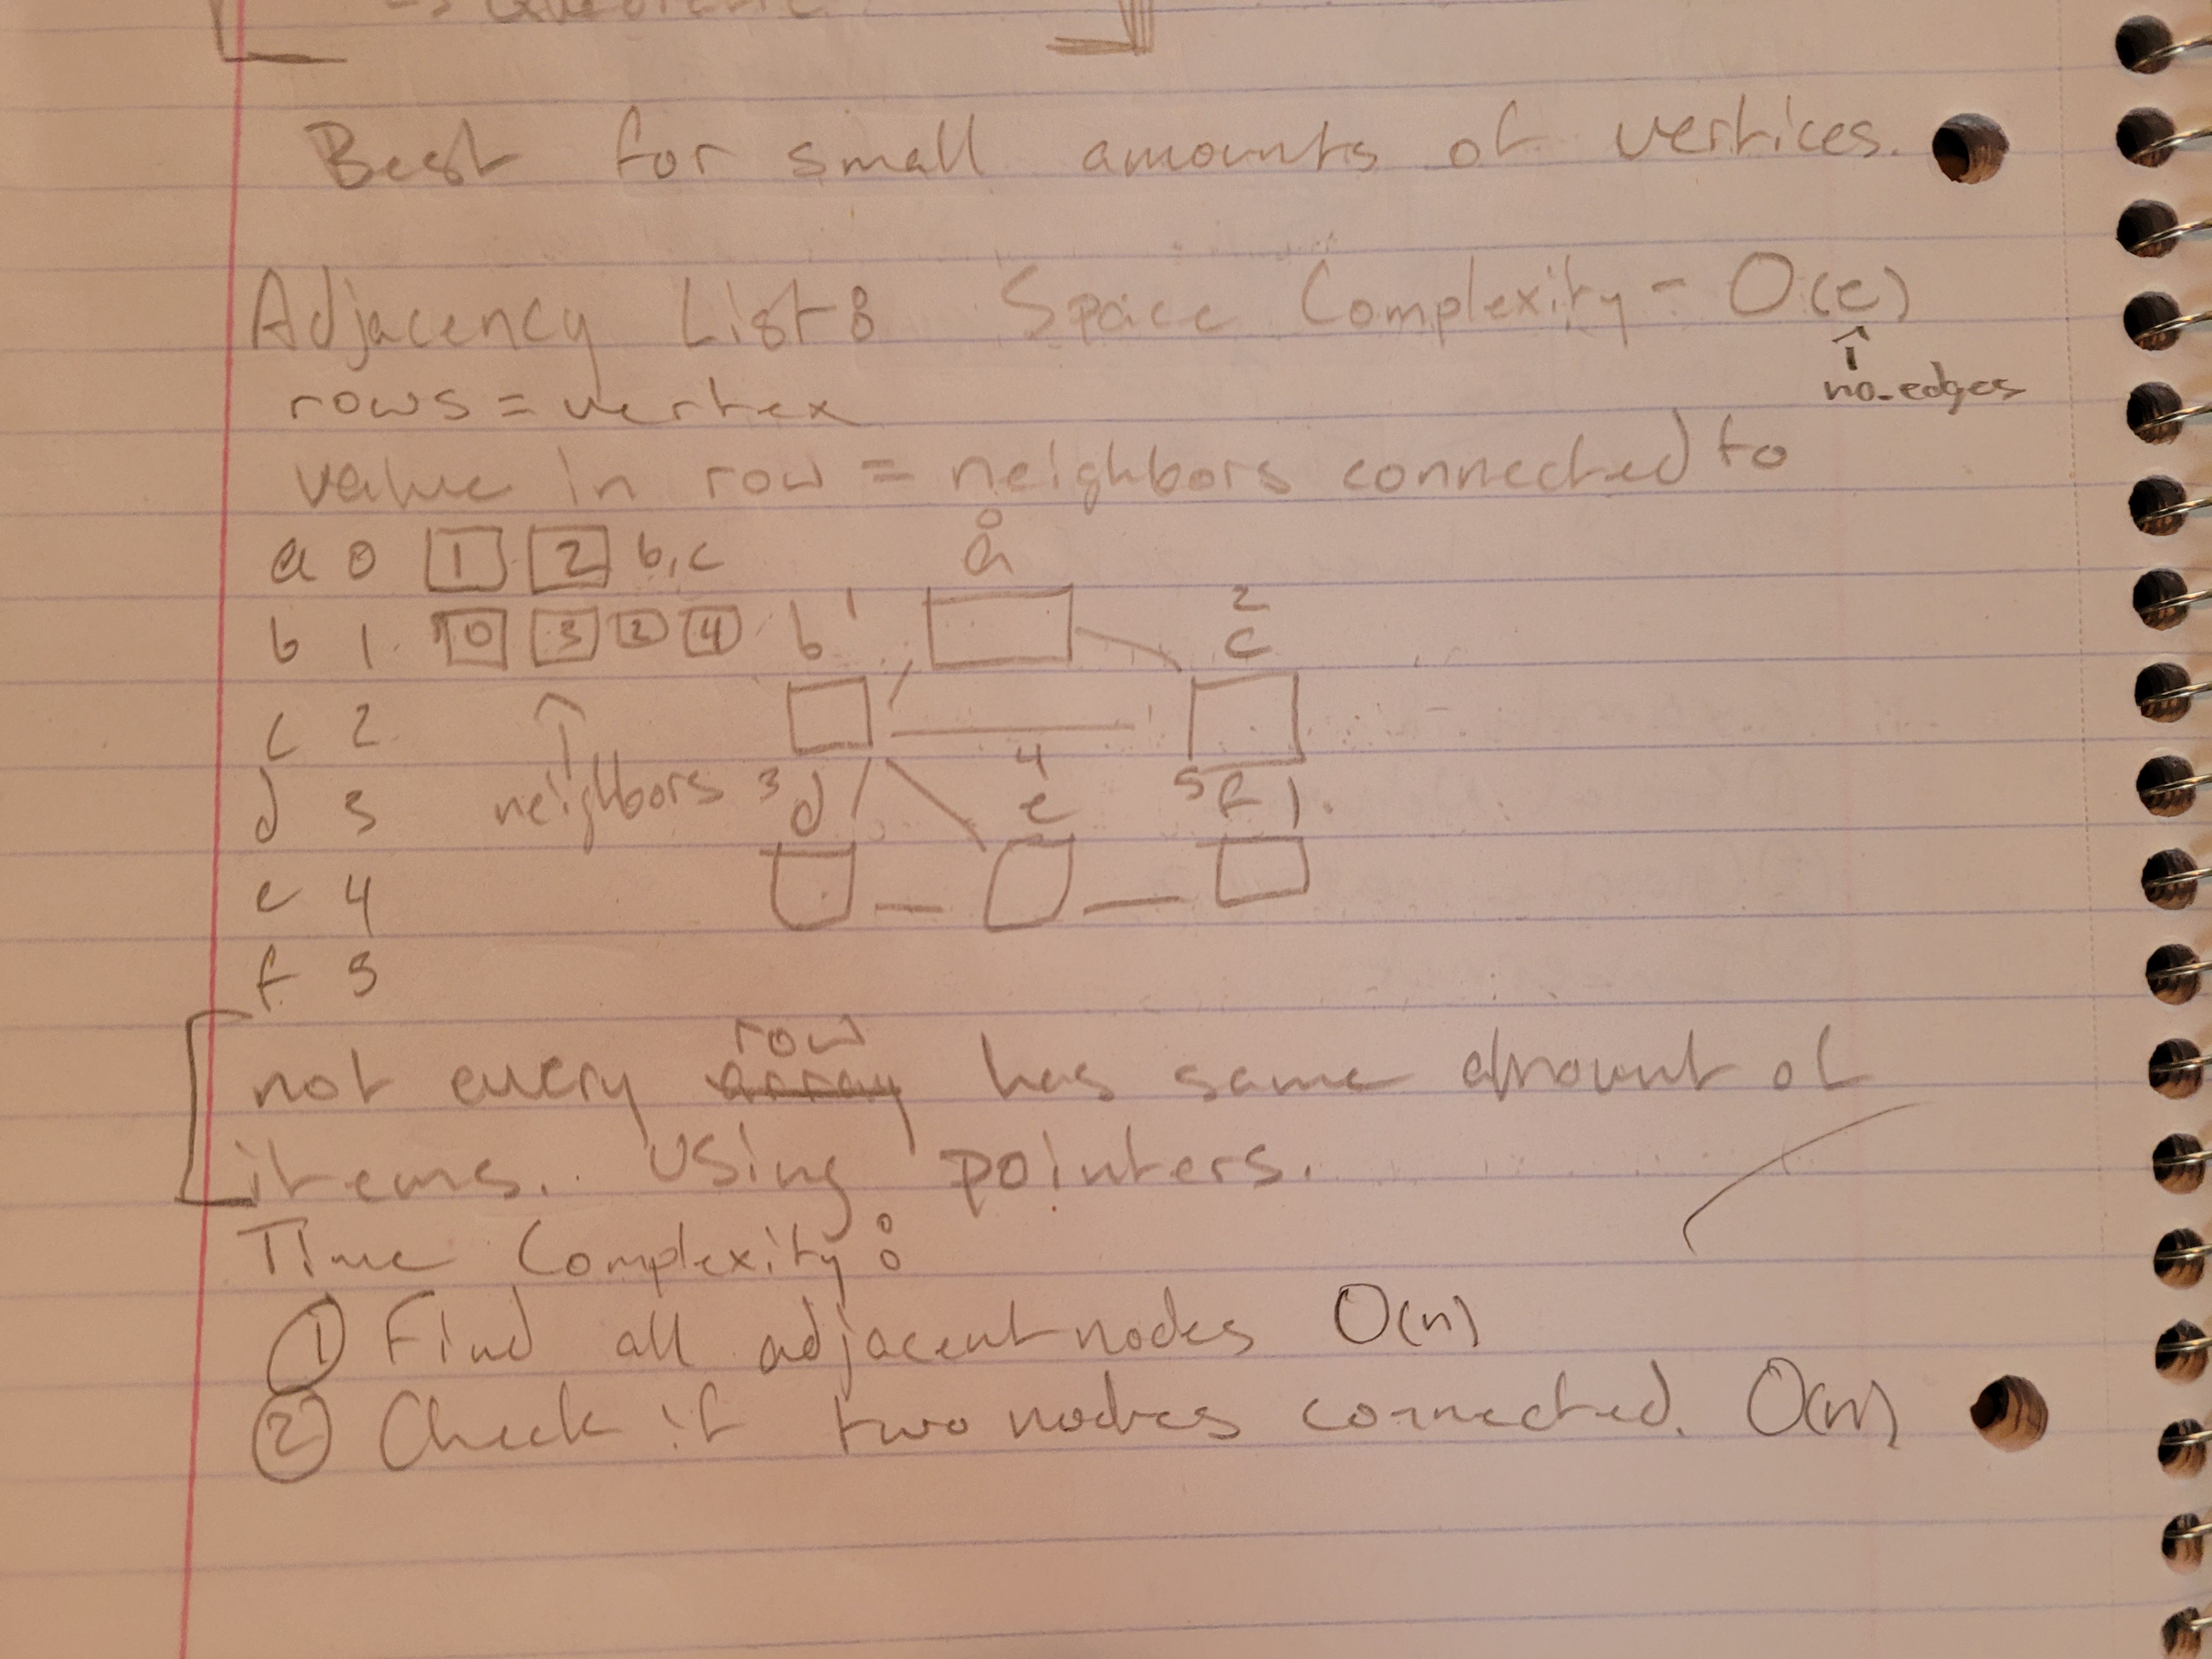 -> Quadratic
Best for small amounts of vertices.
Adjacency List: Space Complexity - O(e)
↑
no. edges
rows = vertex
value in row = neighbors connected to
a 0 1 2 b,c
b 1 0 3 2 4
c 2
d 3
e 4
f 5
↑
neighbors
0
a
b 1
2
c
3 d
4
e
5 f
row
not every array has same amount of
items. Using pointers.
Time Complexity:
① Find all adjacent nodes O(n)
② Check if two nodes connected. O(n)